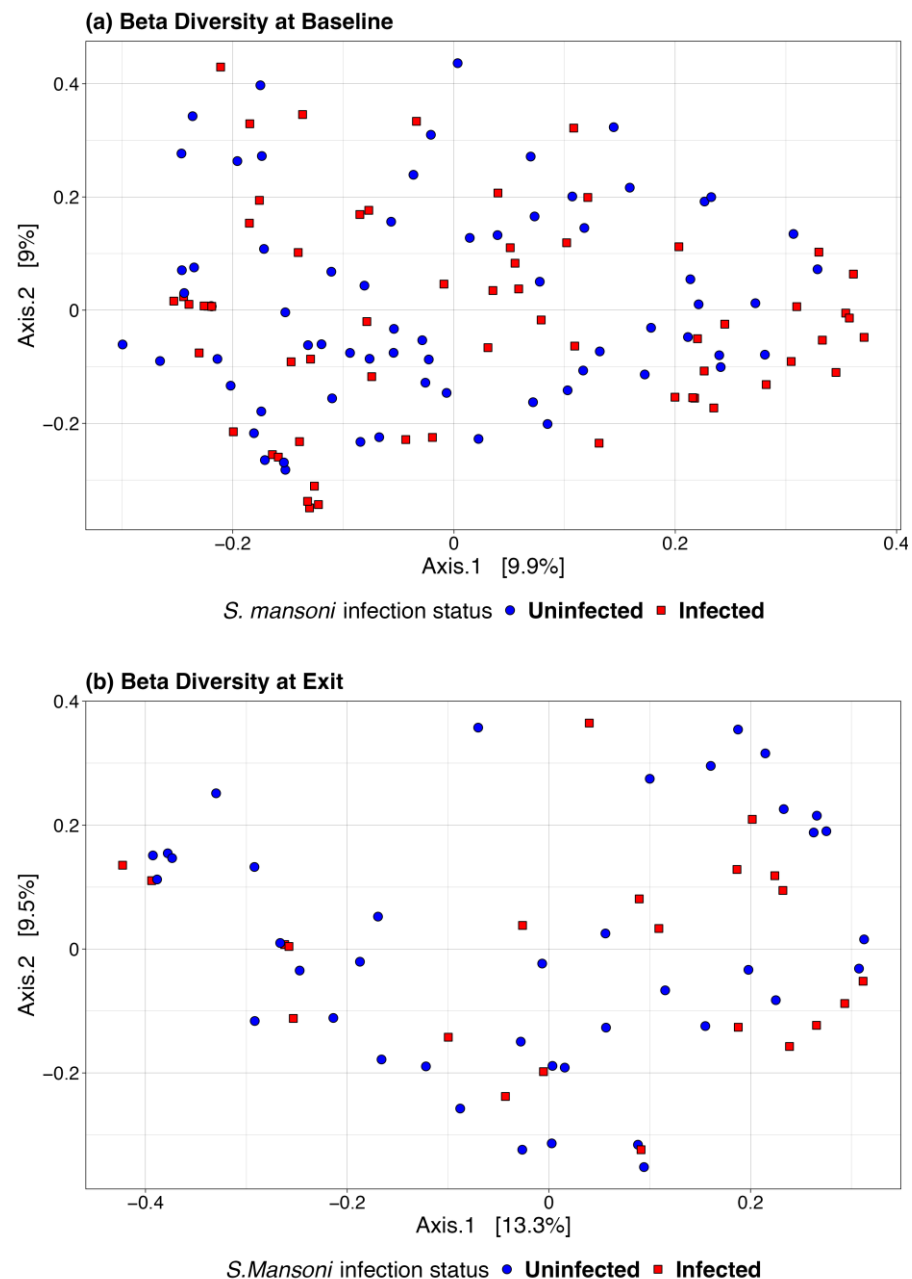 (a) Beta Diversity at Baseline
0.4
0.2
0
−0.2
Axis.2 [9%]
−0.2
0
0.2
0.4
Axis.1 [9.9%]
S. mansoni infection status Uninfected Infected
(b) Beta Diversity at Exit
0.4
0.2
0
−0.2
Axis.2 [9.5%]
−0.4
−0.2
0
0.2
Axis.1 [13.3%]
S.Mansoni infection status Uninfected Infected